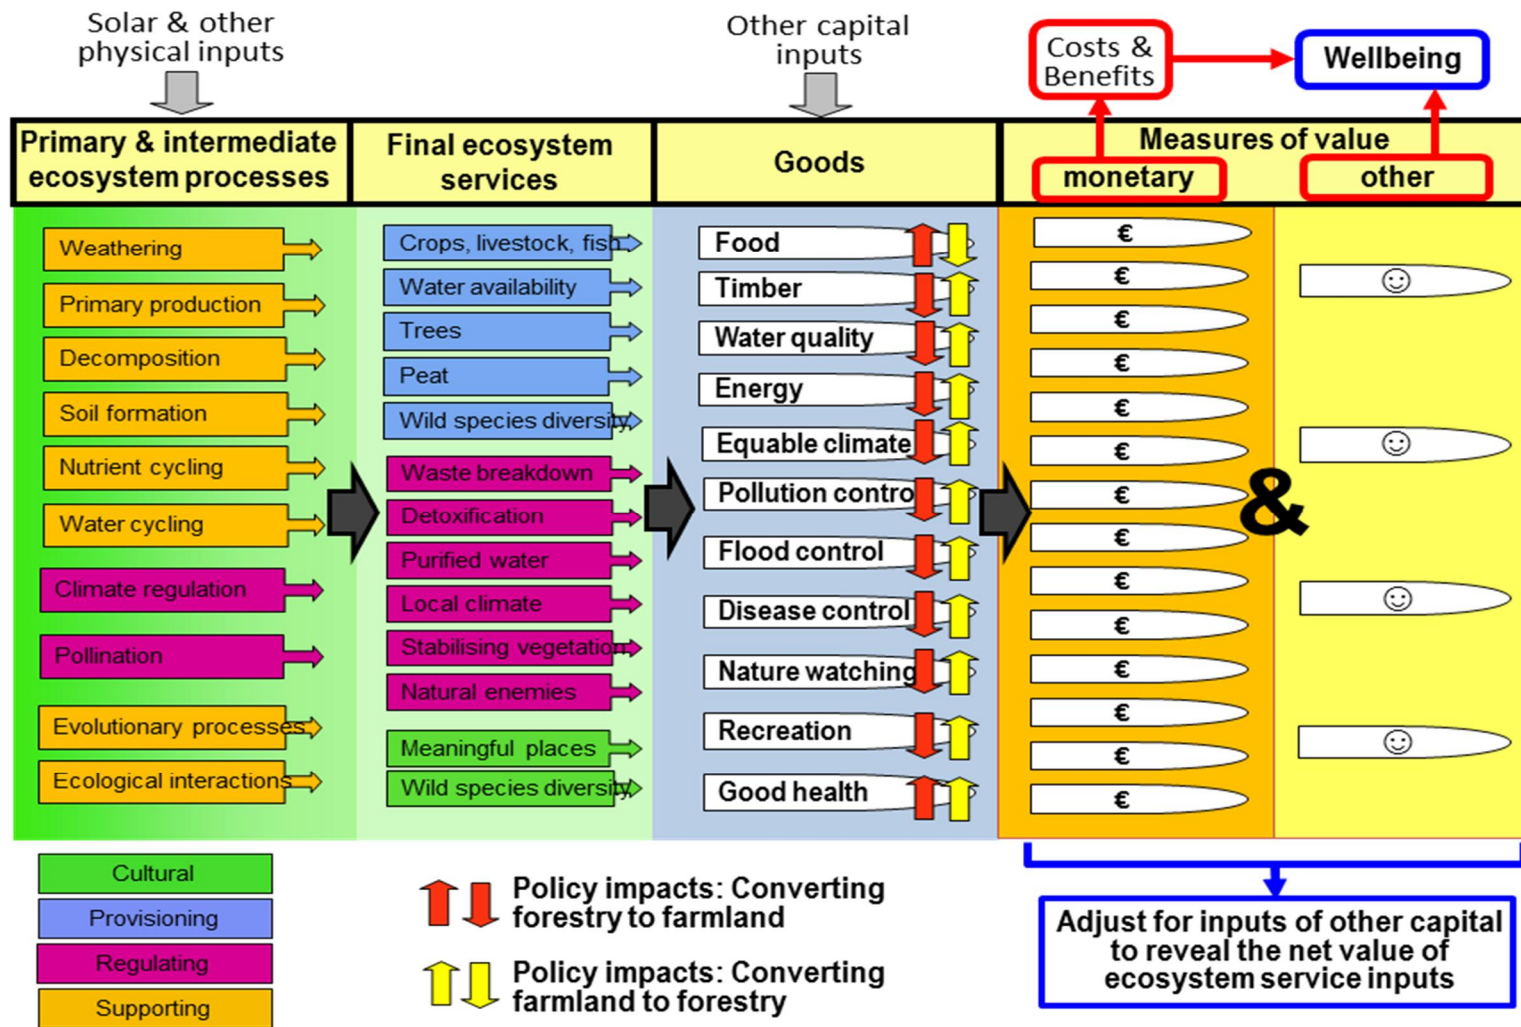 Solar & other
physical inputs
Other capital
inputs
Costs &
Benefits
Wellbeing
Primary & intermediate
ecosystem processes
Final ecosystem
services
Goods
Measures of value
monetary
other
Weathering
Primary production
Decomposition
Soil formation
Nutrient cycling
Water cycling
Climate regulation
Pollination
Evolutionary processes
Ecological interactions
Crops, livestock, fish
Water availability
Trees
Peat
Wild species diversity,
Waste breakdown
Detoxification
Purified water
Local climate
Stabilising vegetation
Natural enemies
Meaningful places
Wild species diversity,
Food
Timber
Water quality
Energy
Equable climate
Pollution contro
Flood control
Disease control
Nature watching
Recreation
Good health
€
€
€
€
€
€
€
€
€
€
€
€
€
€
&
Cultural
Provisioning
Regulating
Supporting
Policy impacts: Converting
forestry to farmland
Policy impacts: Converting
farmland to forestry
Adjust for inputs of other capital
to reveal the net value of
ecosystem service inputs